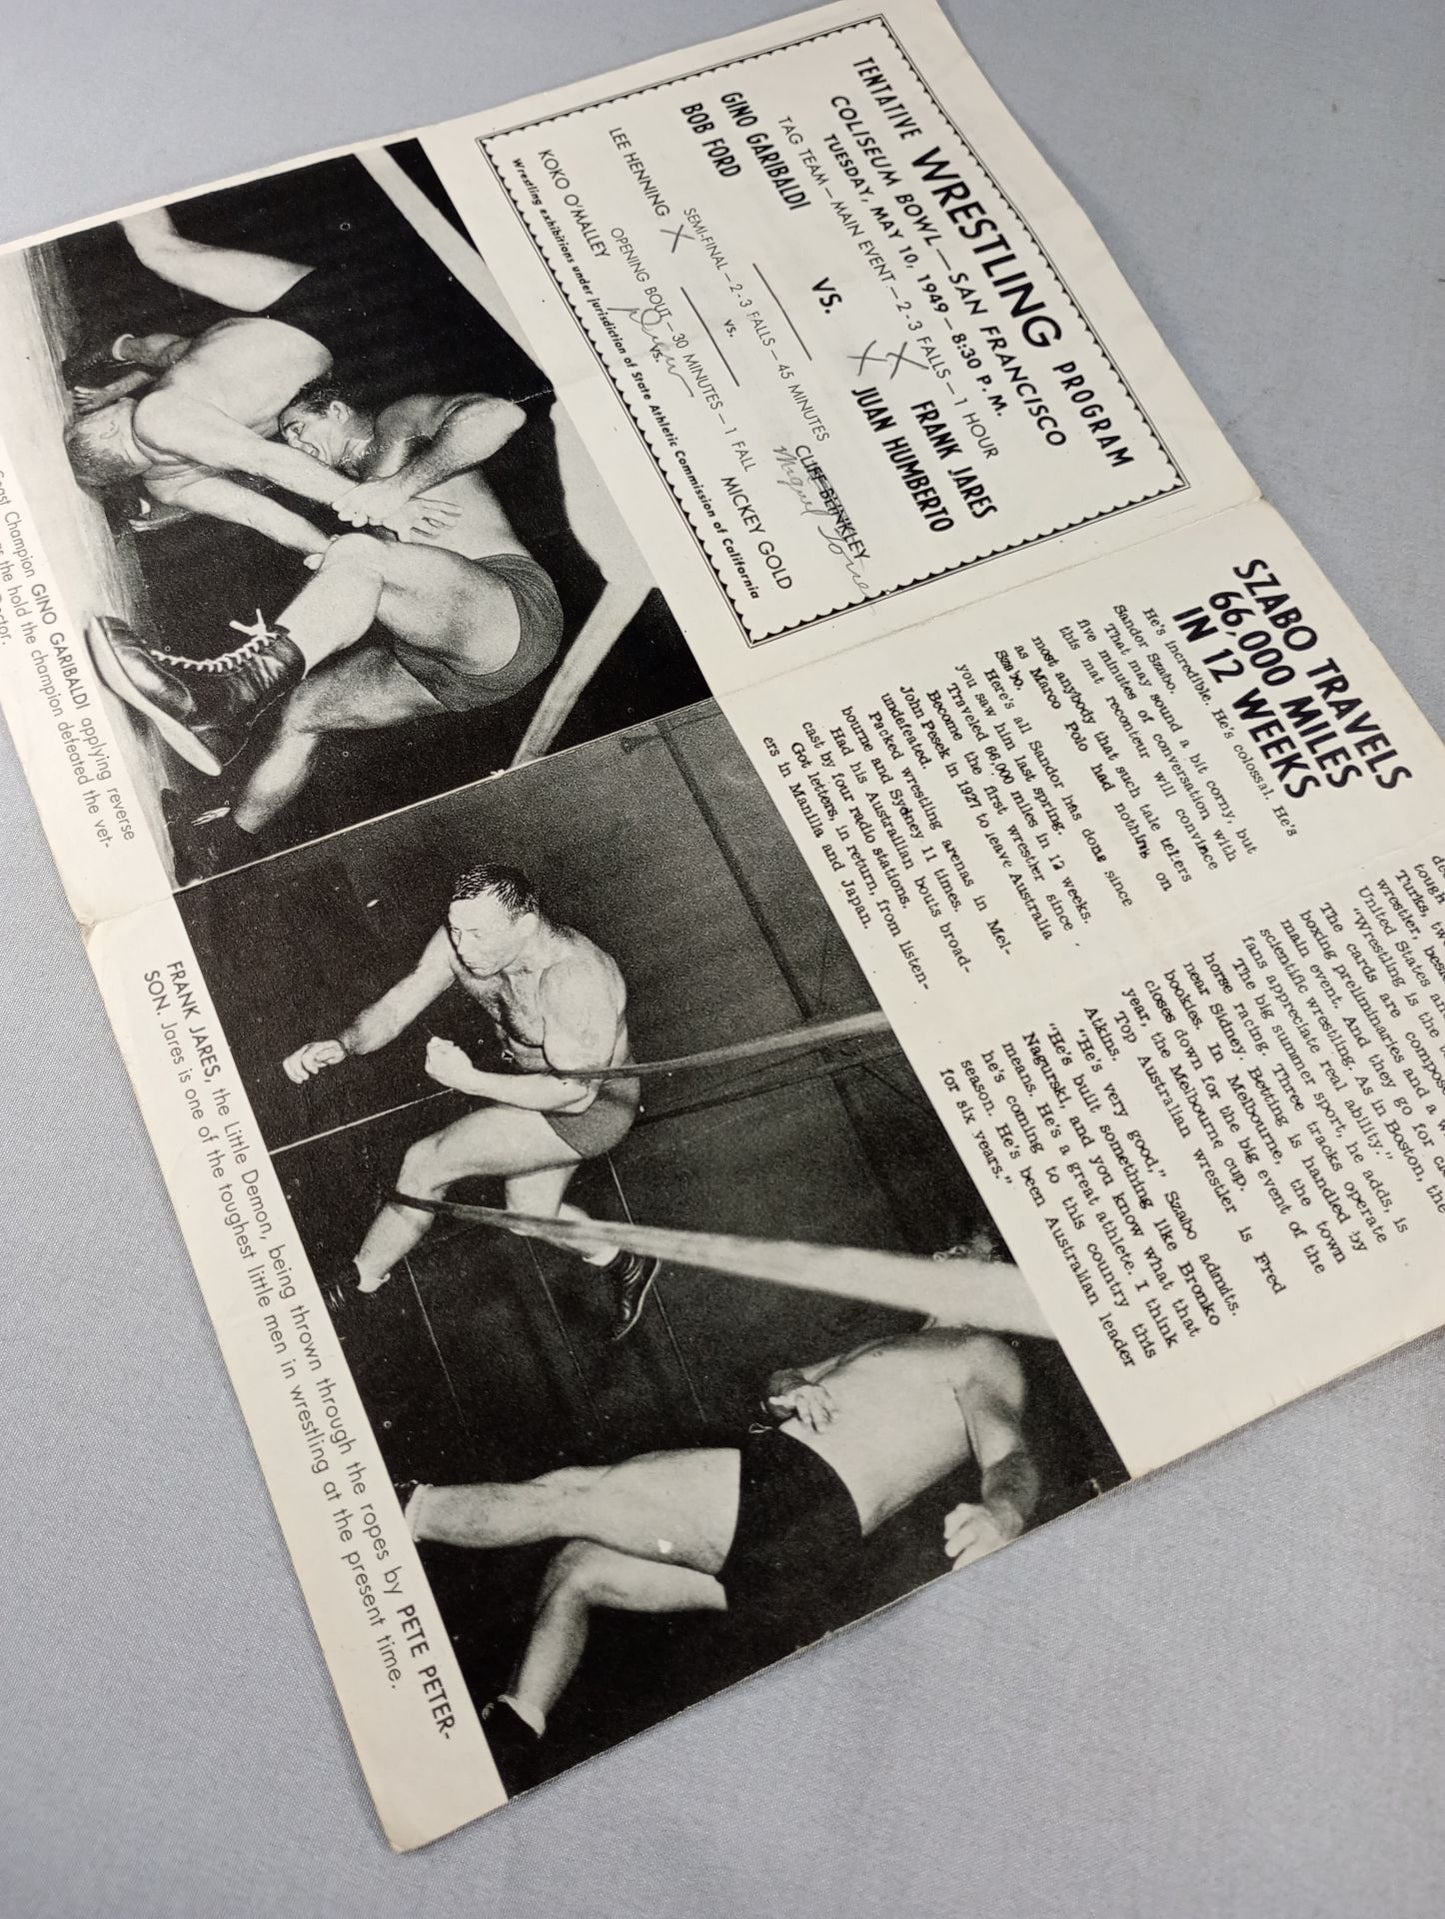 TENTATIVE WRESTLING PROGRAM
COLISEUM BOWL — SAN FRANCISCO
TUESDAY, MAY 10, 1949 — 8:30 P. M.
TAG TEAM — MAIN EVENT — 2-3 FALLS — 1 HOUR
GINO GARIBALDI
BOB FORD
VS.
X X
FRANK JARES
JUAN HUMBERTO
SEMI-FINAL — 2-3 FALLS — 45 MINUTES
LEE HENNING X
vs.
CLIFF BLINKLEY
Miguel Torres
OPENING BOUT — 30 MINUTES — 1 FALL
KOKO O'MALLEY
vs.
Draw
MICKEY GOLD
Wrestling exhibitions under jurisdiction of State Athletic Commission of California
SZABO TRAVELS
66,000 MILES
IN 12 WEEKS
He's incredible. He's colossal. He's
Sandor Szabo.
That may sound a bit corny, but
five minutes of conversation with
this mat reconteur will convince
most anybody that such tale telers
as Marco Polo had nothing on
Szabo.
Here's all Sandor has done since
you saw him last spring.
Traveled 66,000 miles in 12 weeks.
Become the first wrestler since
John Pesek in 1927 to leave Australia
undefeated.
Packed wrestling arenas in Mel-
bourne and Sydney 11 times.
Had his Australian bouts broad-
cast by four radio stations.
Got letters, in return, from listen-
ers in Manilla and Japan.
tough
Turks, tw
wrestler, besi
United States an
"Wrestling is the
The cards are compos
boxing preliminaries and a w
main event. And they go for
scientific wrestling. As in Boston, the
fans appreciate real ability."
The big summer sport, he adds, is
horse racing. Three tracks operate
near Sidney. Betting is handled by
bookies. In Melbourne, the town
closes down for the big event of the
year, the Melbourne cup.
Top Australian wrestler is Fred
Atkins.
"He's very good," Szabo admits.
"He's built something like Bronko
Nagurski, and you know what that
means. He's a great athlete. I think
he's coming to this country this
season. He's been Australian leader
for six years."
Coast Champion GINO GARIBALDI applying reverse
the hold the champion defeated the vet-
FRANK JARES, the Little Demon, being thrown through the ropes by PETE PETER-
SON. Jares is one of the toughest little men in wrestling at the present time.